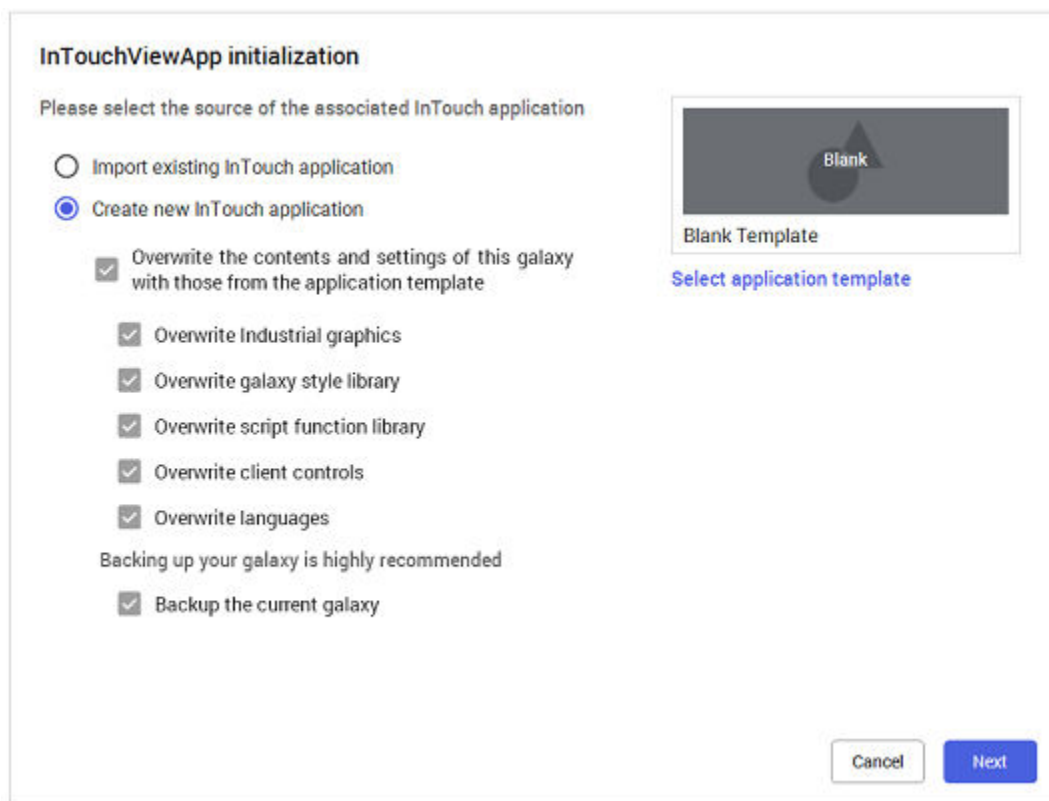 InTouchViewApp initialization
Please select the source of the associated InTouch application
Import existing InTouch application
Create new InTouch application
Overwrite the contents and settings of this galaxy
with those from the application template
Overwrite Industrial graphics
Overwrite galaxy style library
Overwrite script function library
Overwrite client controls
Overwrite languages
Backing up your galaxy is highly recommended
Backup the current galaxy
Blank
Blank Template
Select application template
Cancel
Next